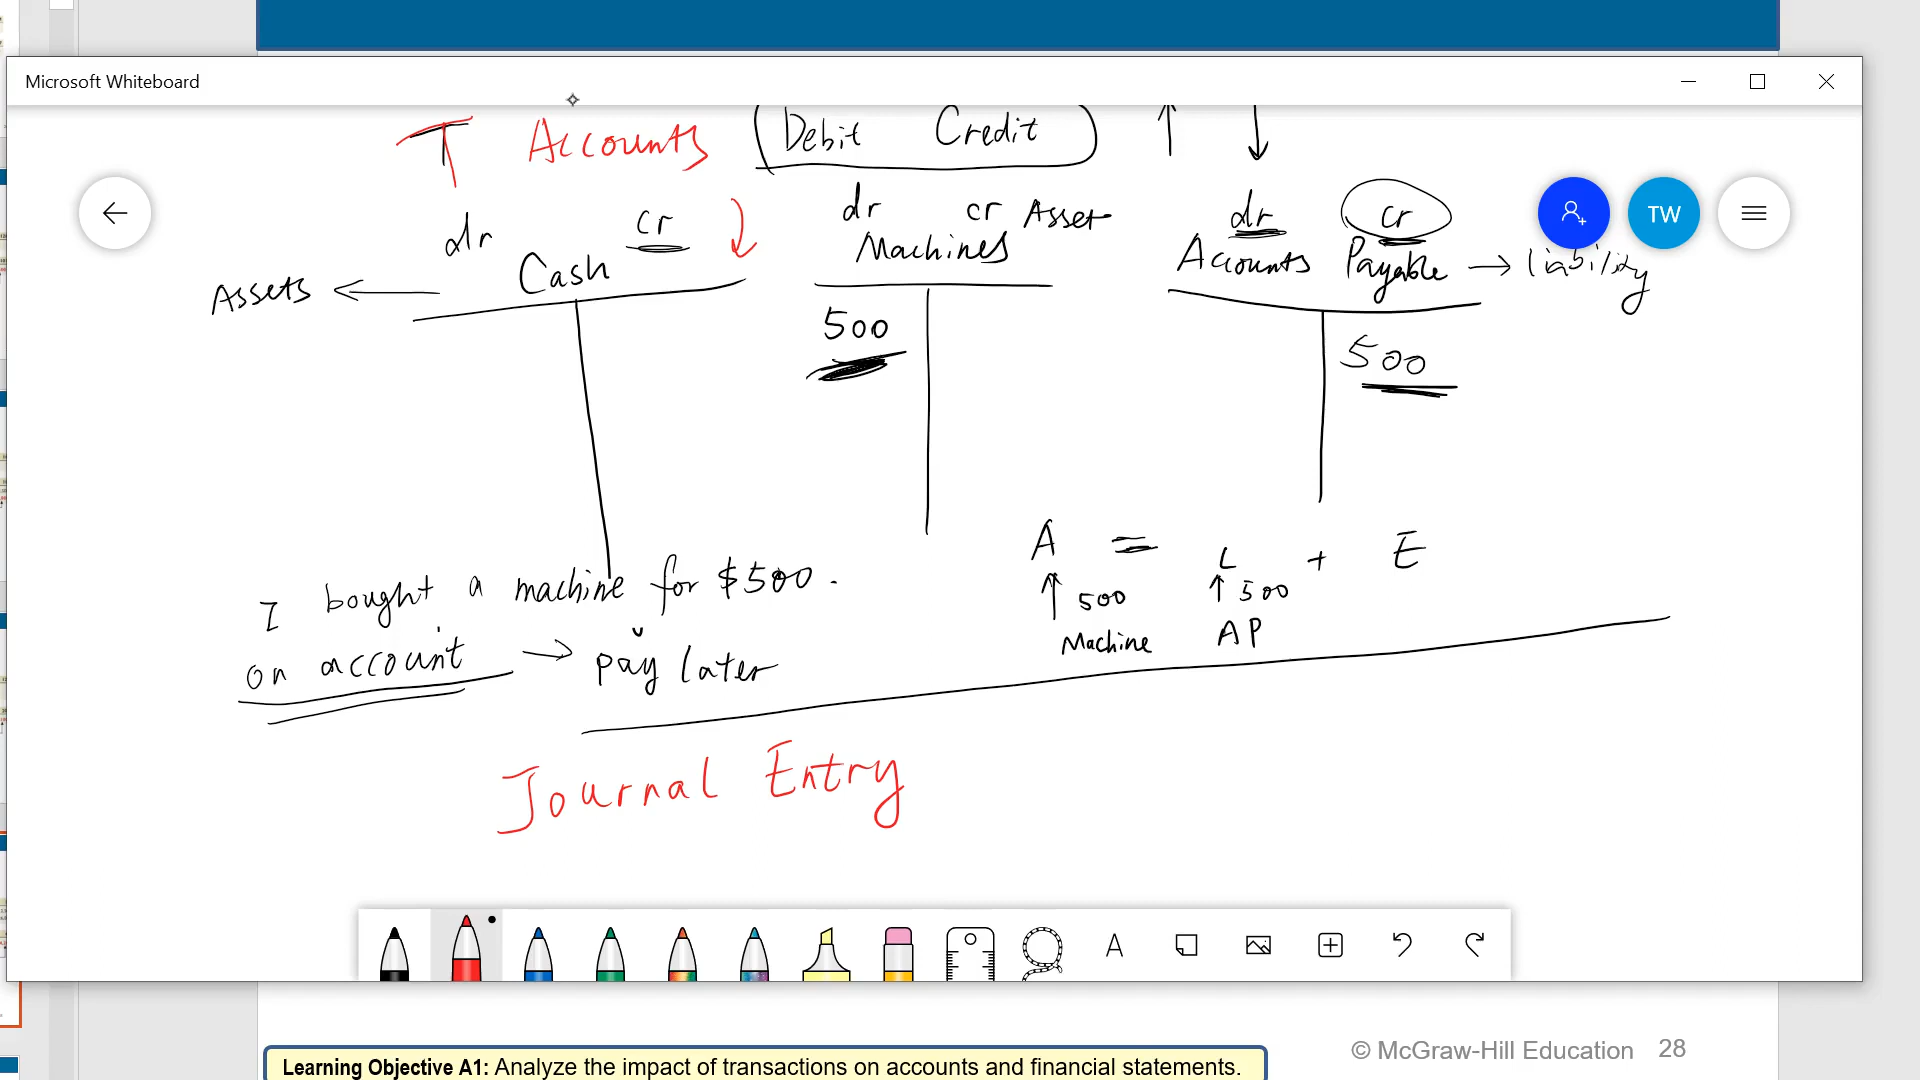 Microsoft Whiteboard
T Accounts Debit Credit
dr cr dr cr Asset dr cr
TW
Assets Cash Machines Accounts Payable → liability
500 500
A = L + E
↑ 500 ↑ 500
Machine AP
I bought a machine for $500.
on account → pay later
Journal Entry
A
Learning Objective A1: Analyze the impact of transactions on accounts and financial statements.
© McGraw-Hill Education 28